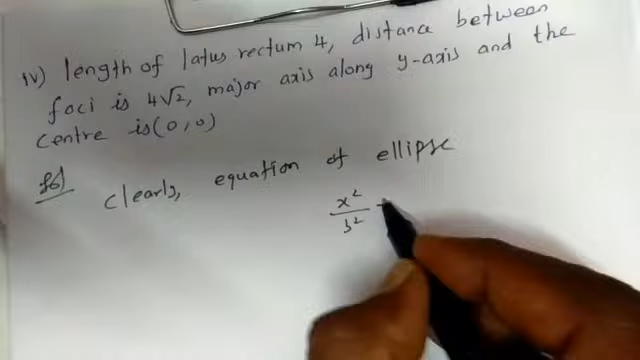 iv) length of latus rectum 4, distance between
foci is 4√2, major axis along y-axis and the
centre is (0,0)
Sol) clearly, equation of ellipse
x²
b²